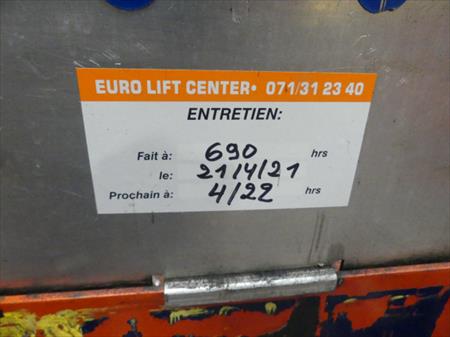 EURO LIFT CENTER• 071/31 23 40
ENTRETIEN:
Fait à: 690 hrs
le: 21/4/21
Prochain à: 4/22 hrs